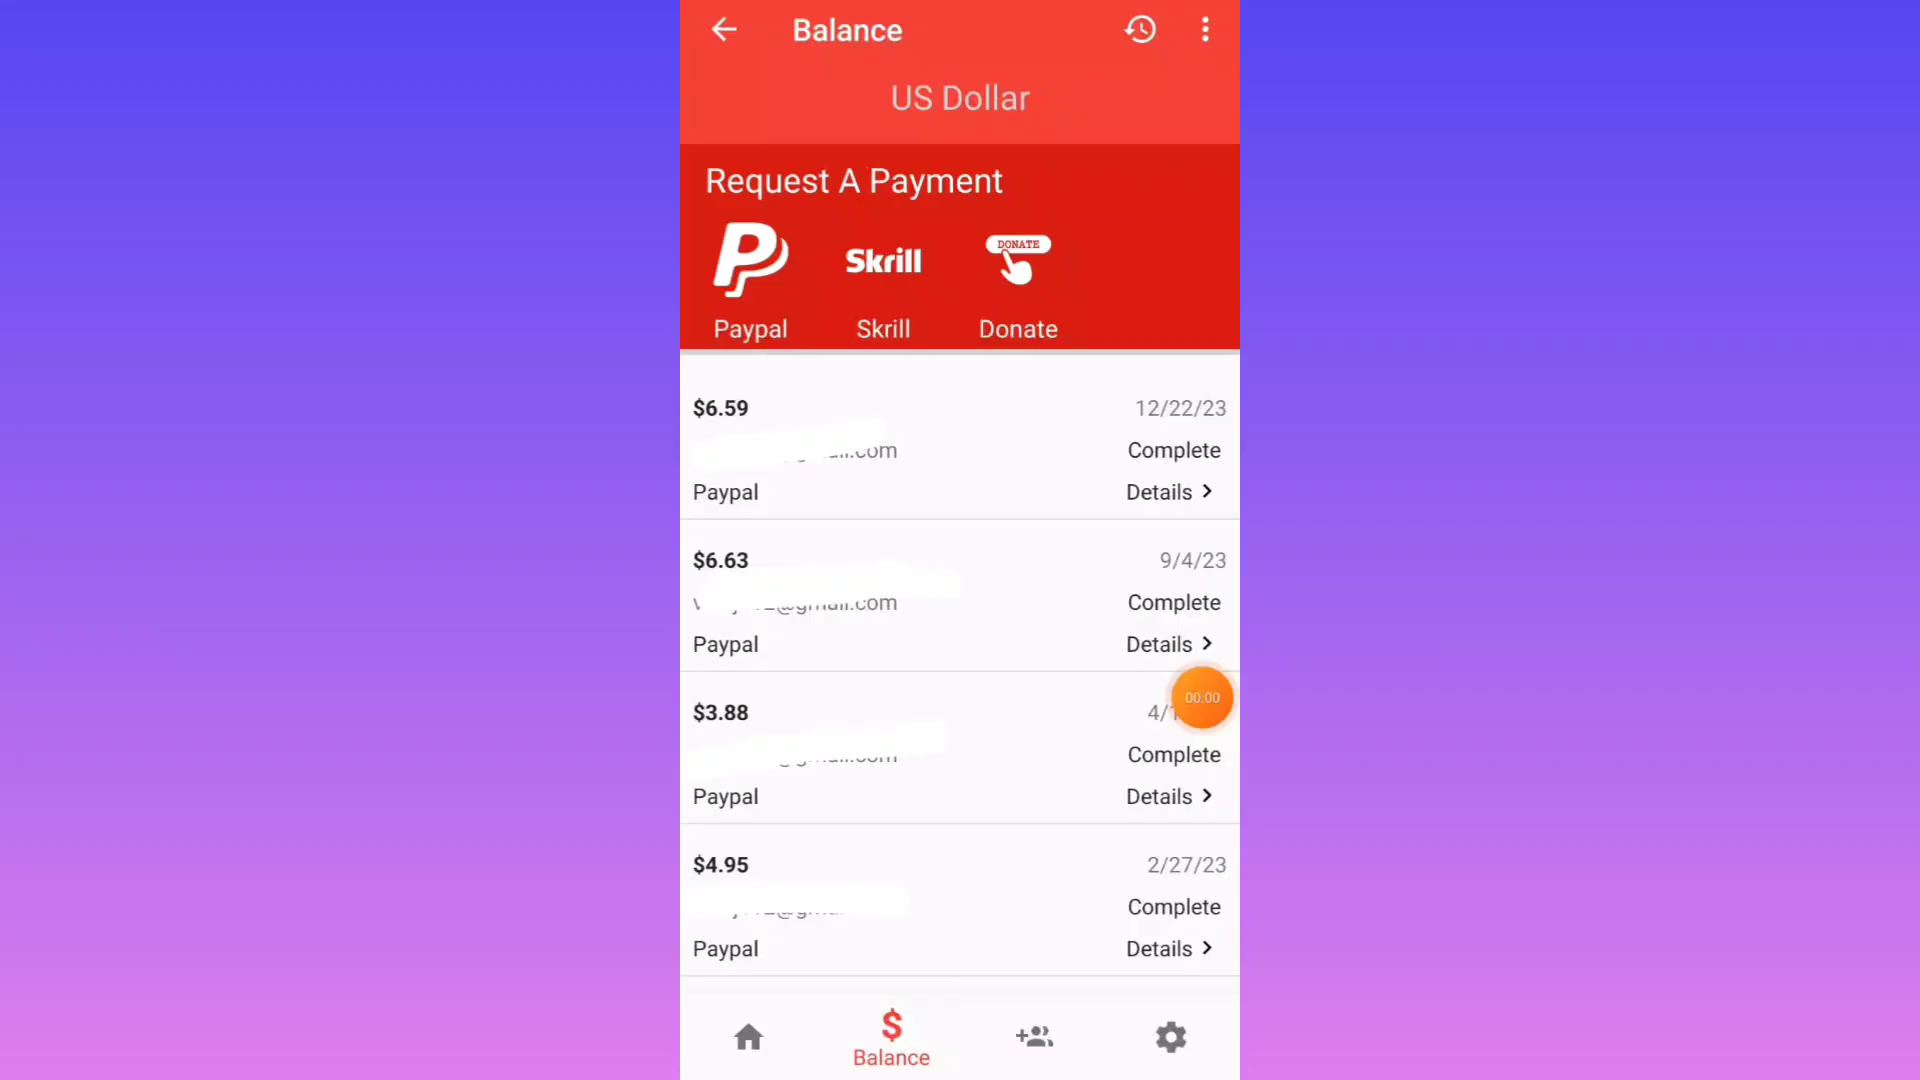 Balance
US Dollar
Request A Payment
Skrill
DONATE
Paypal Skrill Donate
$6.59 12/22/23
Complete
Paypal Details
$6.63 9/4/23
Complete
Paypal Details
00:00
$3.88
Complete
Paypal Details
$4.95 2/27/23
Complete
Paypal Details
$
Balance